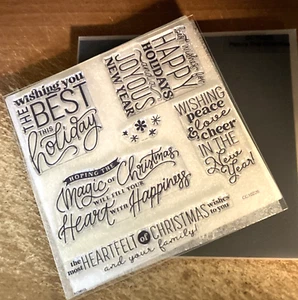 wishing you
THE BEST
THIS
holiday
HAPPY
HOLIDAYS
and a
JOYOUS
NEW YEAR
WISHING
peace
& love
& cheer
IN THE
New
Year!
HOPING THE
Magic of Christmas
WILL FILL YOUR
Heart WITH Happiness
the most HEARTFELT of CHRISTMAS wishes to you
and your family!